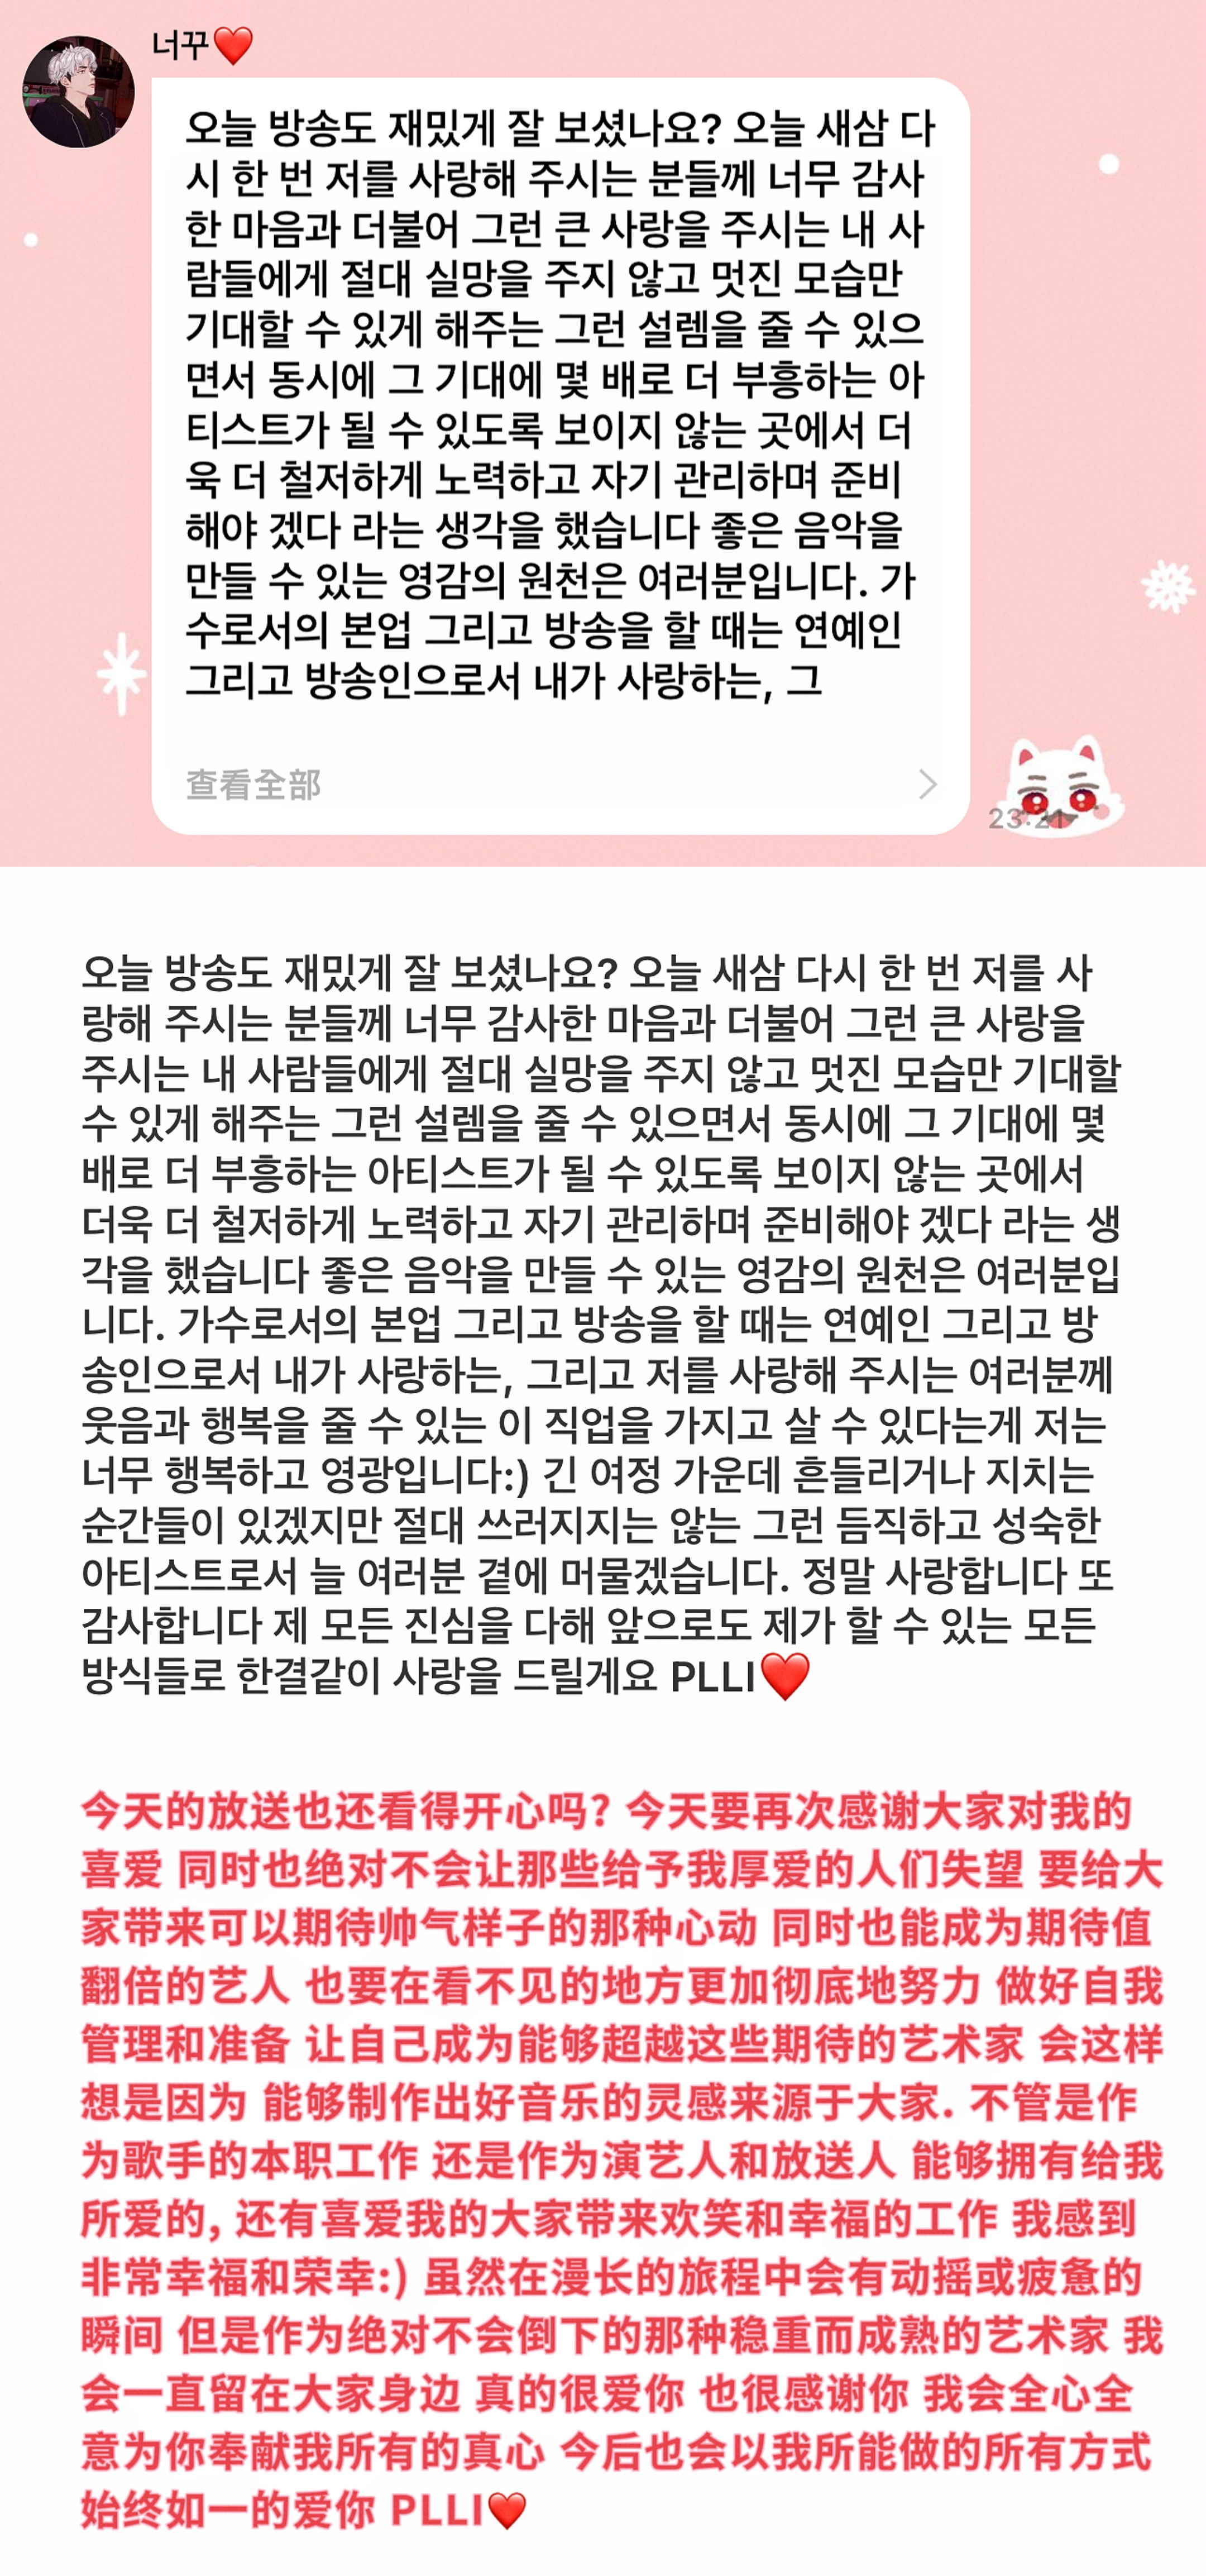 너꾸❤️
오늘 방송도 재밌게 잘 보셨나요? 오늘 새삼 다
시 한 번 저를 사랑해 주시는 분들께 너무 감사
한 마음과 더불어 그런 큰 사랑을 주시는 내 사
람들에게 절대 실망을 주지 않고 멋진 모습만
기대할 수 있게 해주는 그런 설렘을 줄 수 있으
면서 동시에 그 기대에 몇 배로 더 부흥하는 아
티스트가 될 수 있도록 보이지 않는 곳에서 더
욱 더 철저하게 노력하고 자기 관리하며 준비
해야 겠다 라는 생각을 했습니다 좋은 음악을
만들 수 있는 영감의 원천은 여러분입니다. 가
수로서의 본업 그리고 방송을 할 때는 연예인
그리고 방송인으로서 내가 사랑하는, 그
查看全部
23:21
오늘 방송도 재밌게 잘 보셨나요? 오늘 새삼 다시 한 번 저를 사
랑해 주시는 분들께 너무 감사한 마음과 더불어 그런 큰 사랑을
주시는 내 사람들에게 절대 실망을 주지 않고 멋진 모습만 기대할
수 있게 해주는 그런 설렘을 줄 수 있으면서 동시에 그 기대에 몇
배로 더 부흥하는 아티스트가 될 수 있도록 보이지 않는 곳에서
더욱 더 철저하게 노력하고 자기 관리하며 준비해야 겠다 라는 생
각을 했습니다 좋은 음악을 만들 수 있는 영감의 원천은 여러분입
니다. 가수로서의 본업 그리고 방송을 할 때는 연예인 그리고 방
송인으로서 내가 사랑하는, 그리고 저를 사랑해 주시는 여러분께
웃음과 행복을 줄 수 있는 이 직업을 가지고 살 수 있다는게 저는
너무 행복하고 영광입니다:) 긴 여정 가운데 흔들리거나 지치는
순간들이 있겠지만 절대 쓰러지지는 않는 그런 듬직하고 성숙한
아티스트로서 늘 여러분 곁에 머물겠습니다. 정말 사랑합니다 또
감사합니다 제 모든 진심을 다해 앞으로도 제가 할 수 있는 모든
방식들로 한결같이 사랑을 드릴게요 PLLI❤️
今天的放送也还看得开心吗? 今天要再次感谢大家对我的
喜爱 同时也绝对不会让那些给予我厚爱的人们失望 要给大
家带来可以期待帅气样子的那种心动 同时也能成为期待值
翻倍的艺人 也要在看不见的地方更加彻底地努力 做好自我
管理和准备 让自己成为能够超越这些期待的艺术家 会这样
想是因为 能够制作出好音乐的灵感来源于大家. 不管是作
为歌手的本职工作 还是作为演艺人和放送人 能够拥有给我
所爱的, 还有喜爱我的大家带来欢笑和幸福的工作 我感到
非常幸福和荣幸:) 虽然在漫长的旅程中会有动摇或疲惫的
瞬间 但是作为绝对不会倒下的那种稳重而成熟的艺术家 我
会一直留在大家身边 真的很爱你 也很感谢你 我会全心全
意为你奉献我所有的真心 今后也会以我所能做的所有方式
始终如一的爱你 PLLI❤️